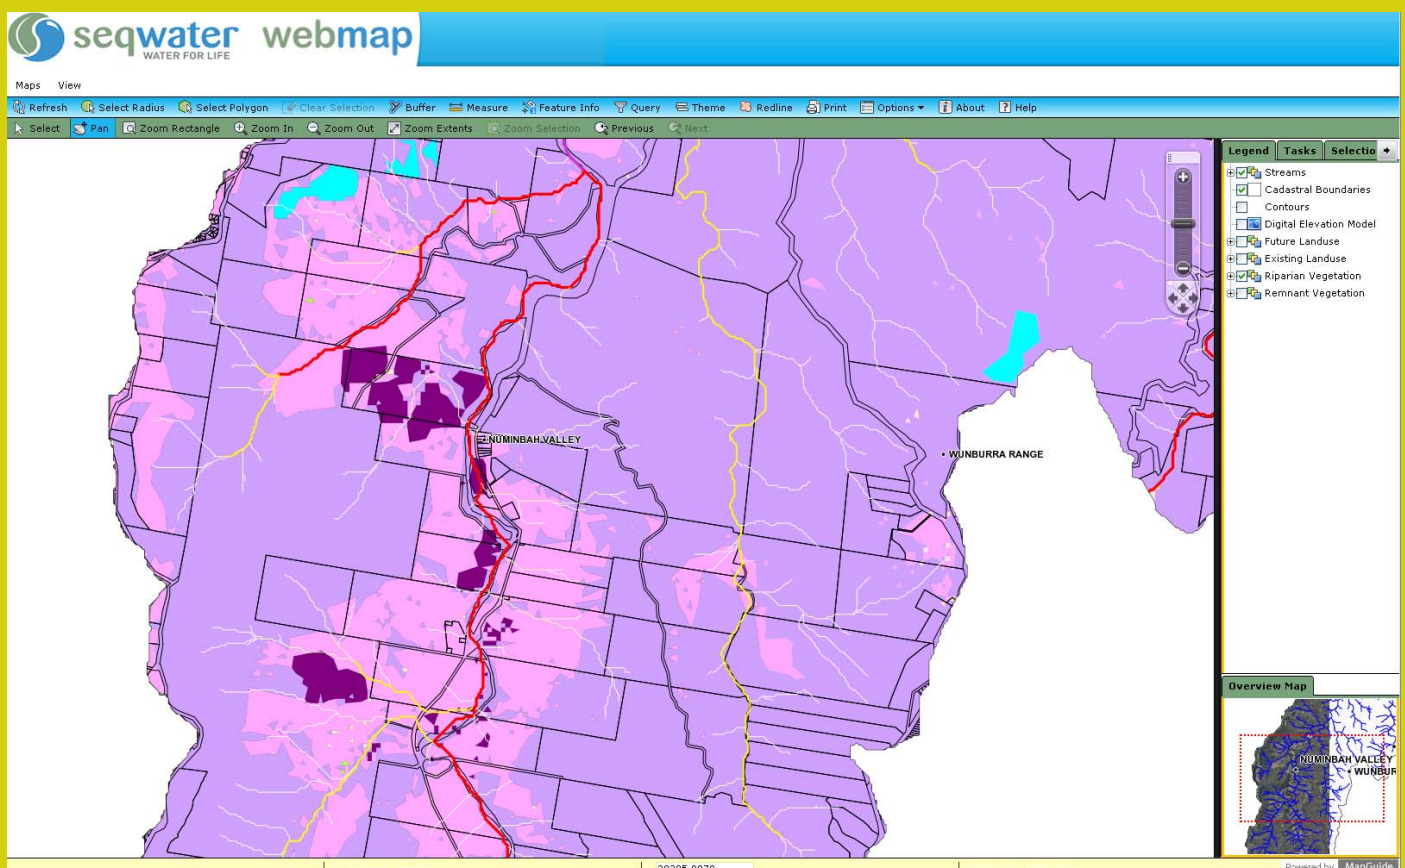 seqwater webmap
WATER FOR LIFE
Maps View
Refresh Select Radius Select Polygon Clear Selection Buffer Measure Feature Info Query Theme Redline Print Options About Help
Select Pan Zoom Rectangle Zoom In Zoom Out Zoom Extents Zoom Selection Previous Next
Legend Tasks Selectio
Streams
Cadastral Boundaries
Contours
Digital Elevation Model
Future Landuse
Existing Landuse
Riparian Vegetation
Remnant Vegetation
NUMINBAH VALLEY
WUNBURRA RANGE
Overview Map
NUMINBAH VALLEY
WUNBUR
Powered by MapGuide